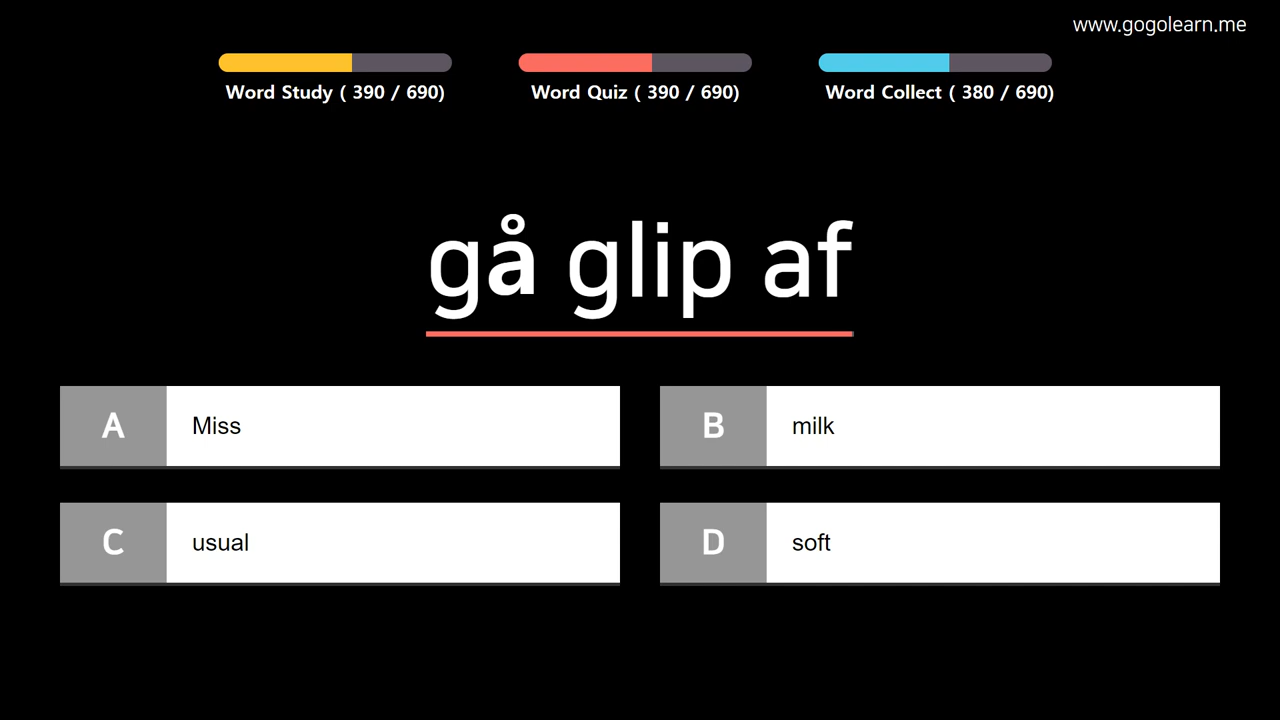 www.gogolearn.me
Word Study ( 390 / 690)
Word Quiz ( 390 / 690)
Word Collect ( 380 / 690)
gå glip af
A Miss
B milk
C usual
D soft